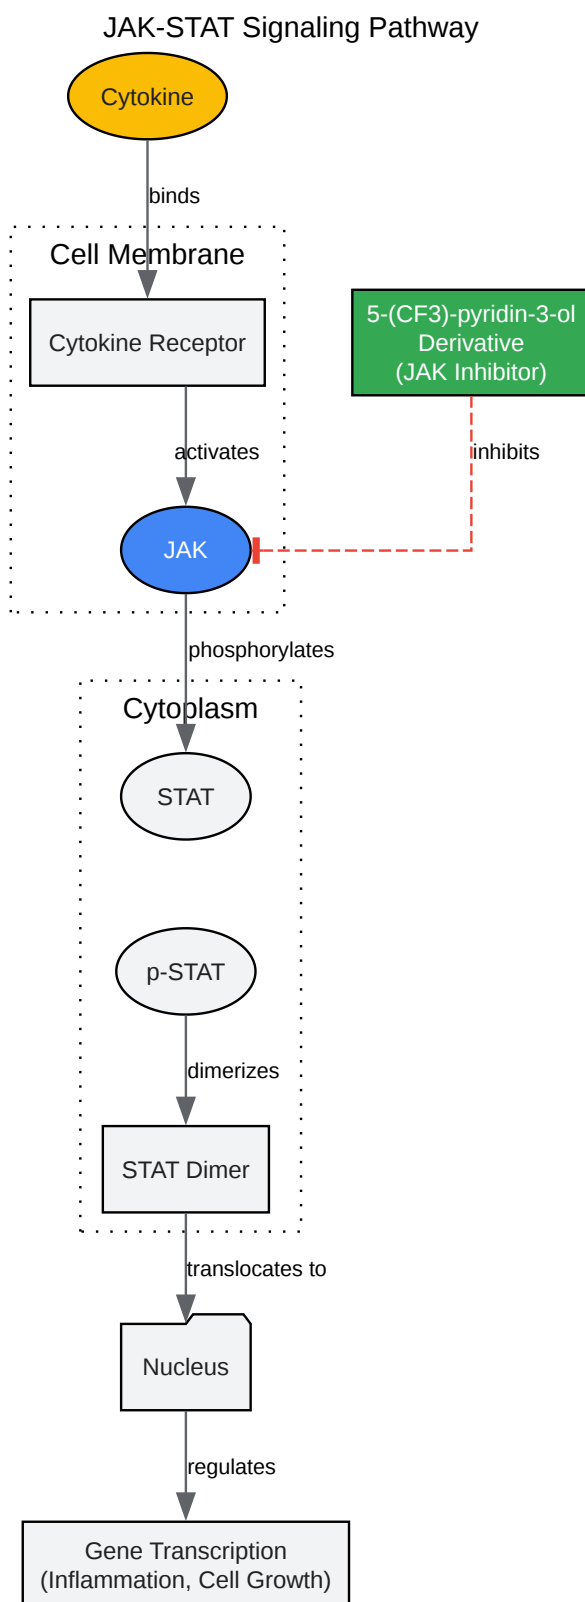 JAK-STAT Signaling Pathway
Cytokine
binds
Cell Membrane
Cytokine Receptor
5-(CF3)-pyridin-3-ol
Derivative
(JAK Inhibitor)
activates
inhibits
JAK
phosphorylates
Cytoplasm
STAT
p-STAT
dimerizes
STAT Dimer
translocates to
Nucleus
regulates
Gene Transcription
(Inflammation, Cell Growth)